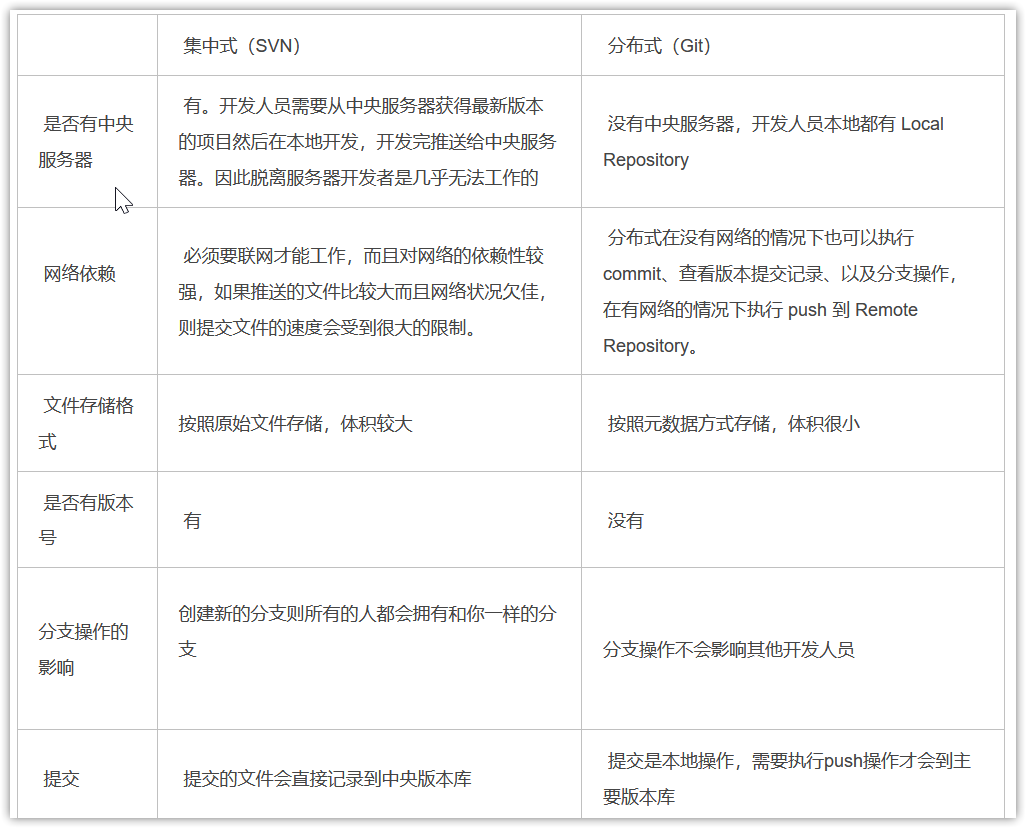 集中式（SVN）
分布式（Git）
是否有中央
服务器
有。开发人员需要从中央服务器获得最新版本
的项目然后在本地开发，开发完推送给中央服务
器。因此脱离服务器开发者是几乎无法工作的
没有中央服务器，开发人员本地都有 Local
Repository
网络依赖
必须要联网才能工作，而且对网络的依赖性较
强，如果推送的文件比较大而且网络状况欠佳，
则提交文件的速度会受到很大的限制。
分布式在没有网络的情况下也可以执行
commit、查看版本提交记录、以及分支操作，
在有网络的情况下执行 push 到 Remote
Repository。
文件存储格
式
按照原始文件存储，体积较大
按照元数据方式存储，体积很小
是否有版本
号
有
没有
分支操作的
影响
创建新的分支则所有的人都会拥有和你一样的分
支
分支操作不会影响其他开发人员
提交
提交的文件会直接记录到中央版本库
提交是本地操作，需要执行push操作才会到主
要版本库